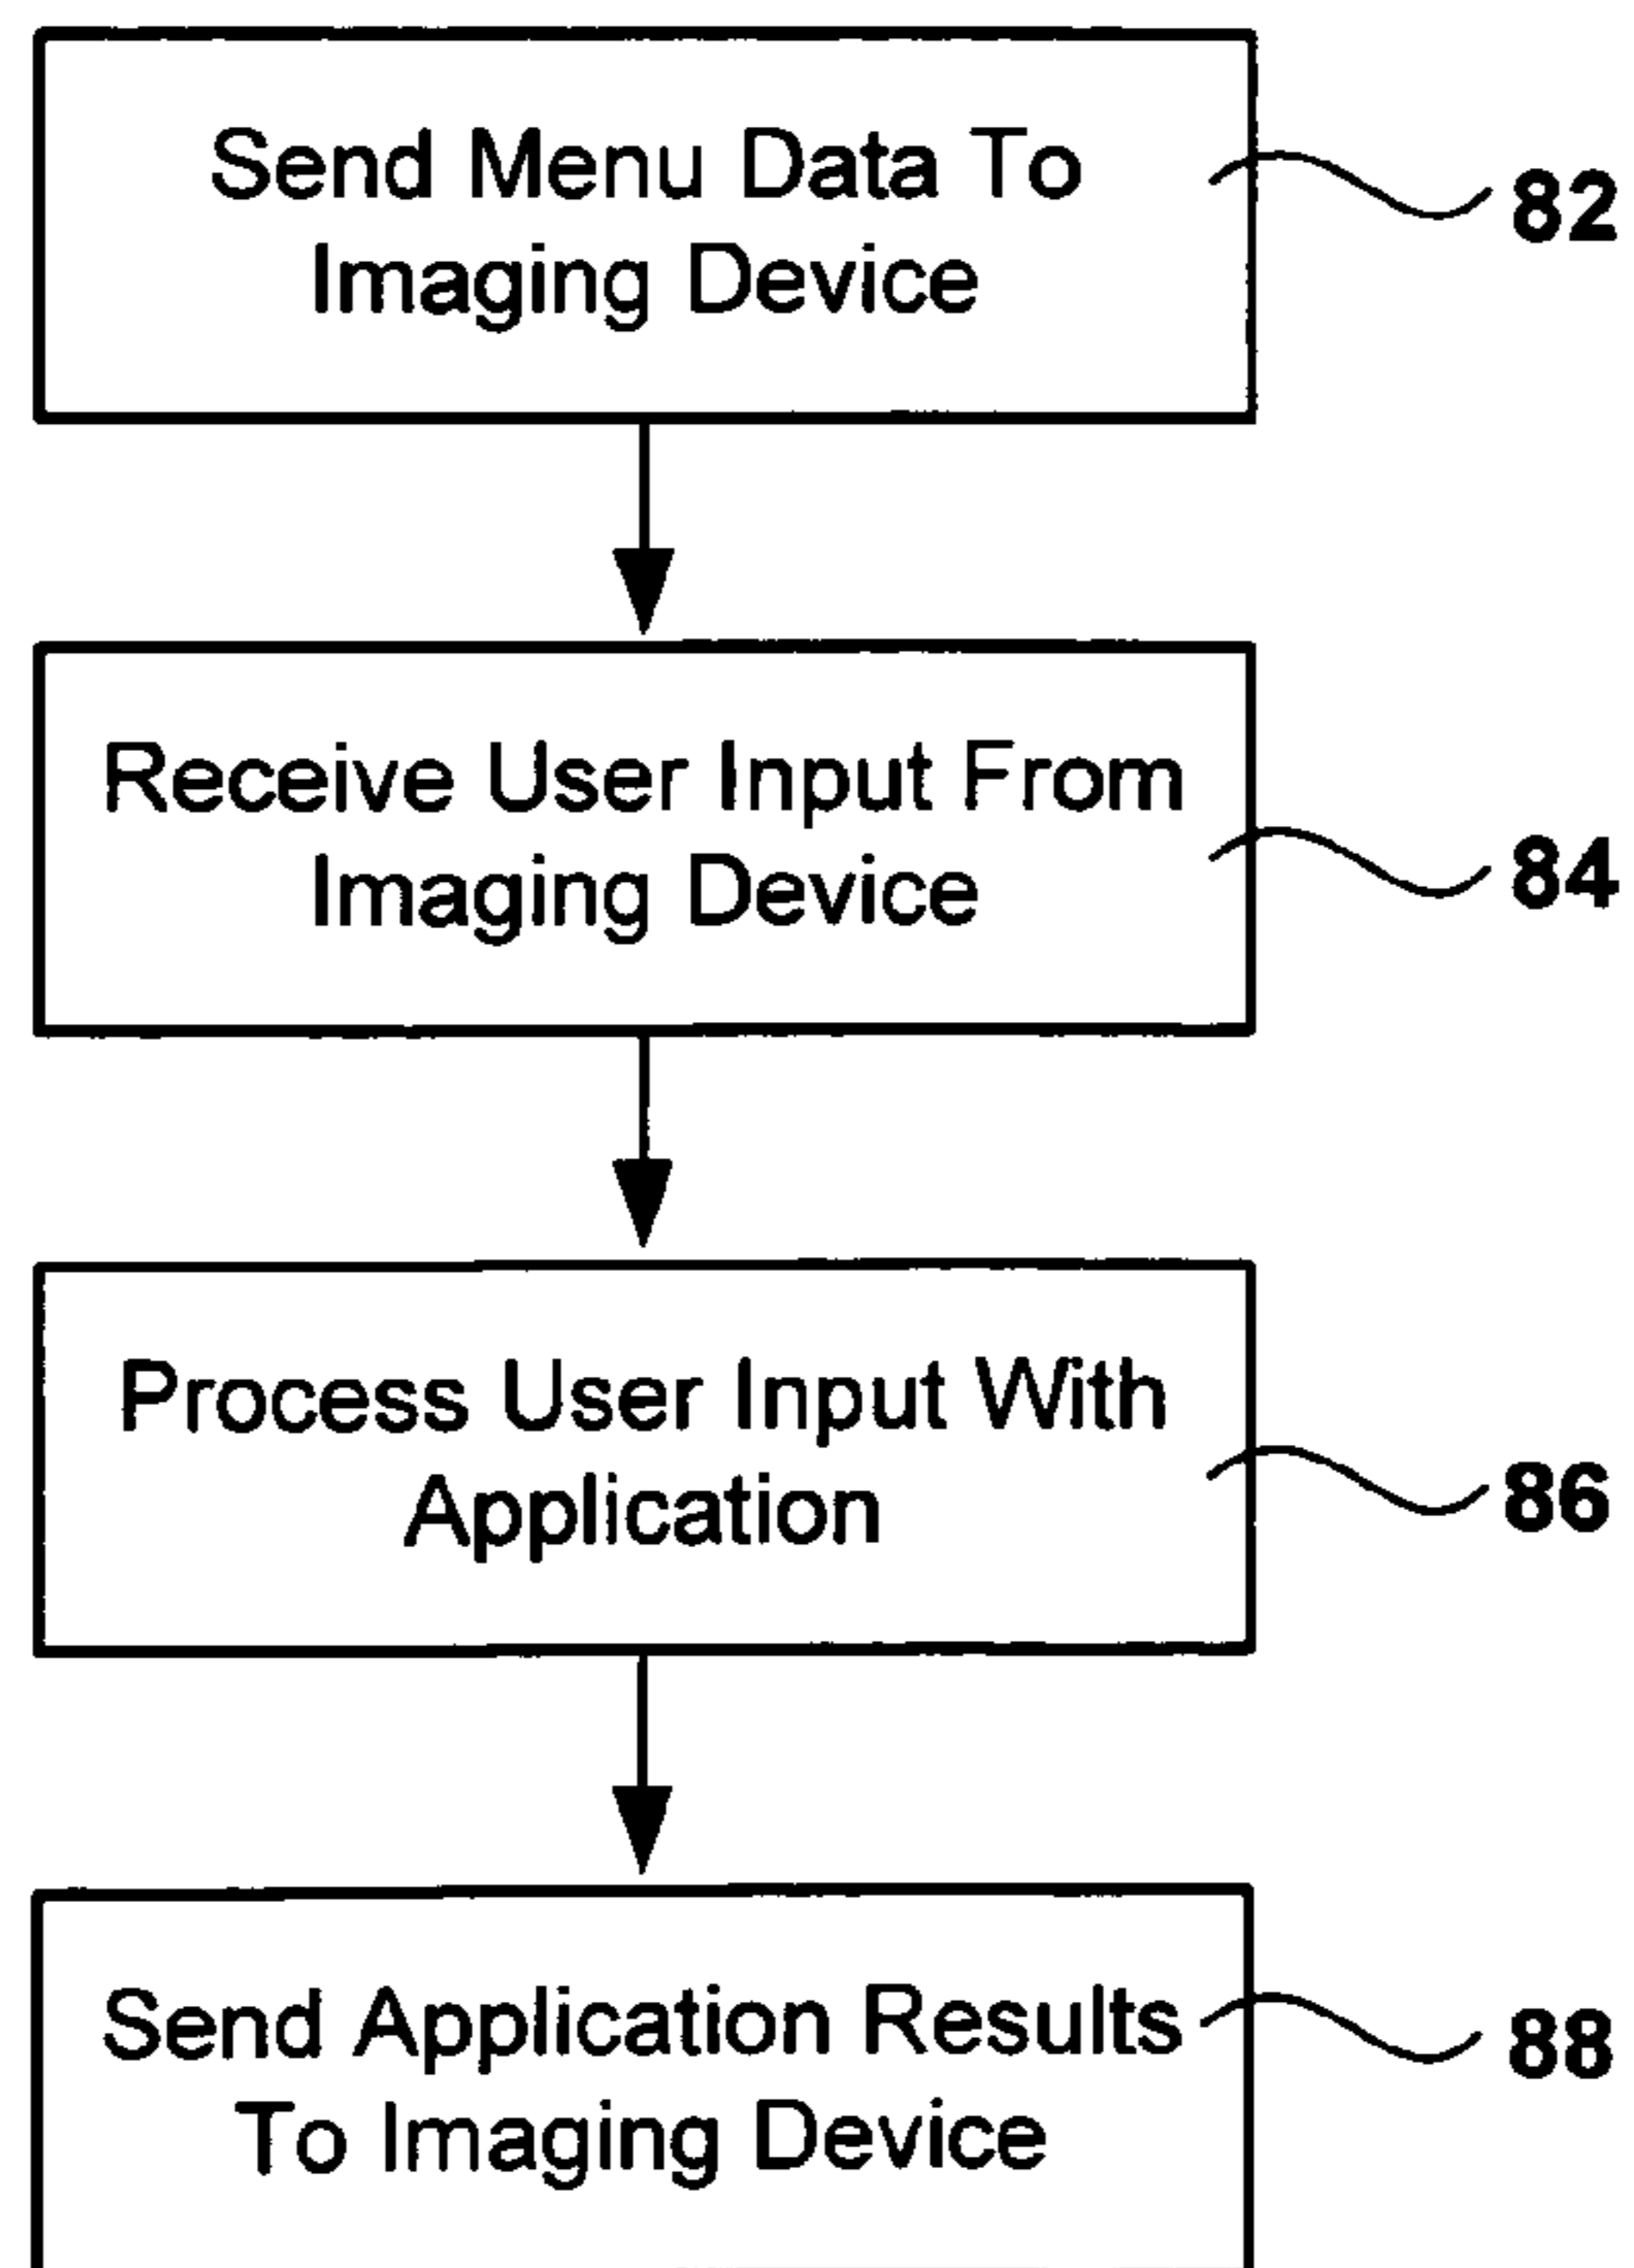 Send Menu Data To
Imaging Device
82
Receive User Input From
Imaging Device
84
Process User Input With
Application
86
Send Application Results
To Imaging Device
88